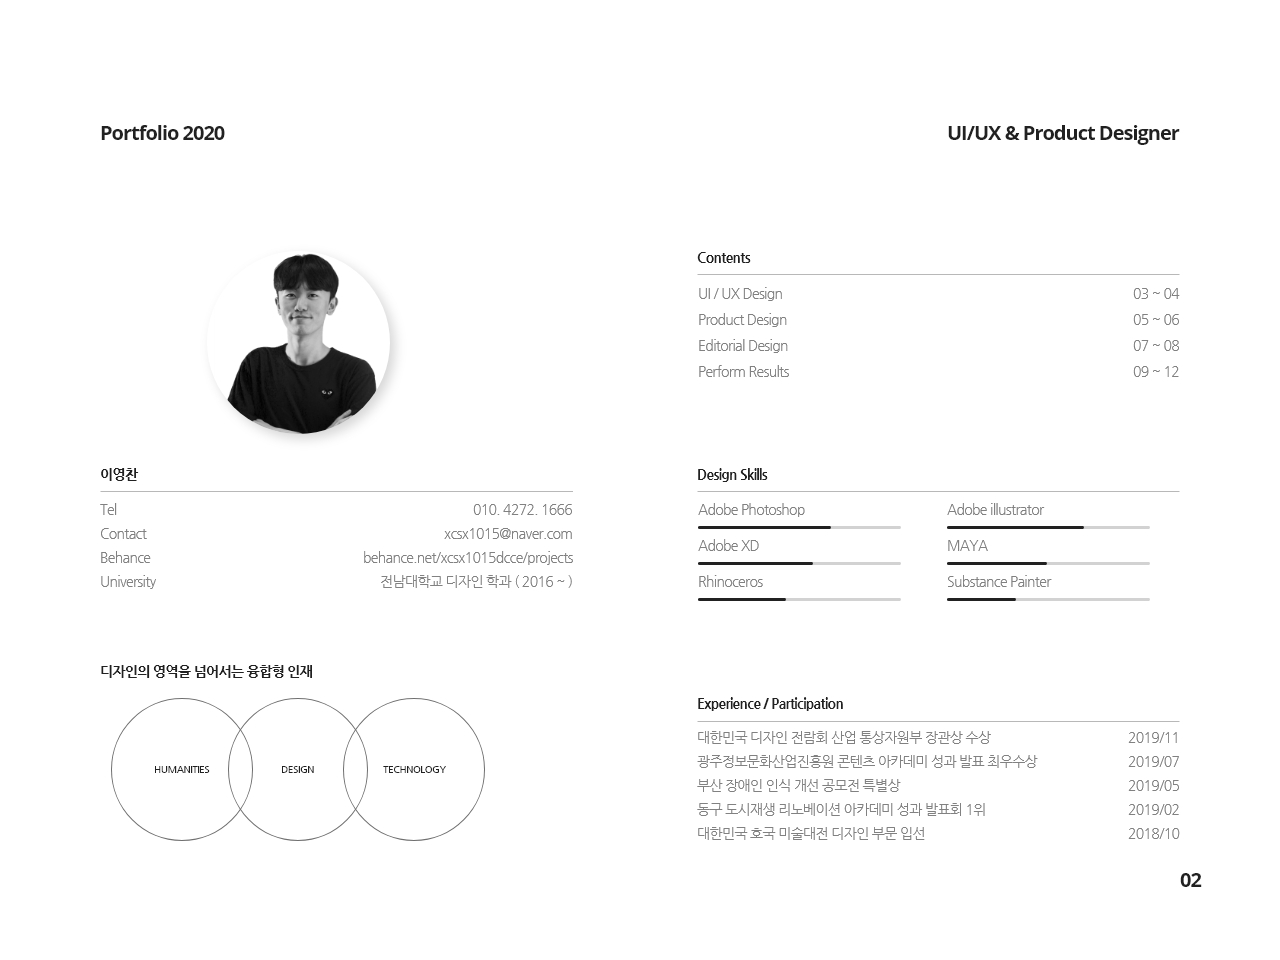 Portfolio 2020
UI/UX & Product Designer
이영찬
Tel 010. 4272. 1666
Contact xcsx1015@naver.com
Behance behance.net/xcsx1015dcce/projects
University 전남대학교 디자인 학과 ( 2016 ~ )
디자인의 영역을 넘어서는 융합형 인재
HUMANITIES DESIGN TECHNOLOGY
Contents
UI / UX Design 03 ~ 04
Product Design 05 ~ 06
Editorial Design 07 ~ 08
Perform Results 09 ~ 12
Design Skills
Adobe Photoshop Adobe illustrator
Adobe XD MAYA
Rhinoceros Substance Painter
Experience / Participation
대한민국 디자인 전람회 산업 통상자원부 장관상 수상 2019/11
광주정보문화산업진흥원 콘텐츠 아카데미 성과 발표 최우수상 2019/07
부산 장애인 인식 개선 공모전 특별상 2019/05
동구 도시재생 리노베이션 아카데미 성과 발표회 1위 2019/02
대한민국 호국 미술대전 디자인 부문 입선 2018/10
02